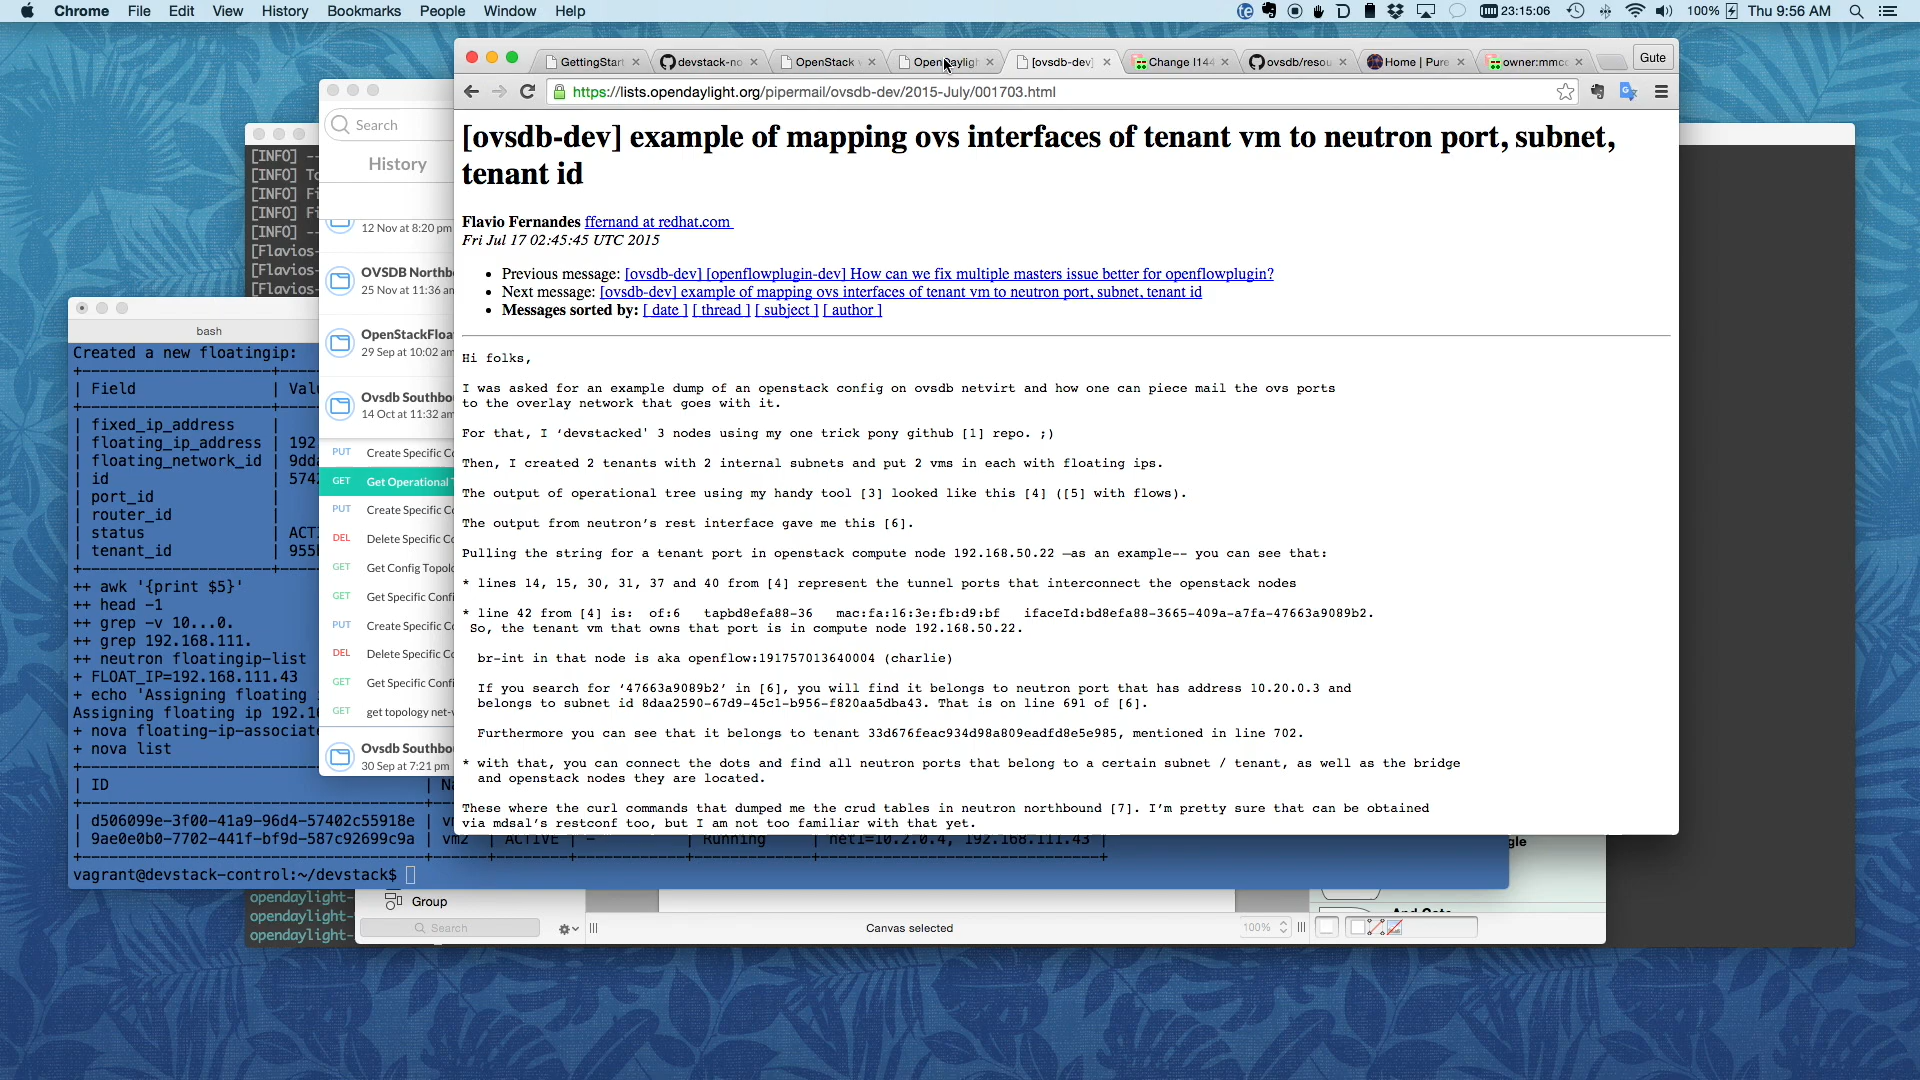 Chrome File Edit View History Bookmarks People Window Help
23:15:06 100% Thu 9:56 AM
GettingStart devstack-no OpenStack OpenDaylight [ovsdb-dev] Change I144 ovsdb/resou Home | Pure owner:mmcc Gute
https://lists.opendaylight.org/pipermail/ovsdb-dev/2015-July/001703.html
[ovsdb-dev] example of mapping ovs interfaces of tenant vm to neutron port, subnet,
tenant id
Flavio Fernandes ffernand at redhat.com
Fri Jul 17 02:45:45 UTC 2015
• Previous message: [ovsdb-dev] [openflowplugin-dev] How can we fix multiple masters issue better for openflowplugin?
• Next message: [ovsdb-dev] example of mapping ovs interfaces of tenant vm to neutron port, subnet, tenant id
• Messages sorted by: [ date ] [ thread ] [ subject ] [ author ]
Hi folks,
I was asked for an example dump of an openstack config on ovsdb netvirt and how one can piece mail the ovs ports
to the overlay network that goes with it.
For that, I ‘devstacked' 3 nodes using my one trick pony github [1] repo. ;)
Then, I created 2 tenants with 2 internal subnets and put 2 vms in each with floating ips.
The output of operational tree using my handy tool [3] looked like this [4] ([5] with flows).
The output from neutron’s rest interface gave me this [6].
Pulling the string for a tenant port in openstack compute node 192.168.50.22 —as an example-- you can see that:
* lines 14, 15, 30, 31, 37 and 40 from [4] represent the tunnel ports that interconnect the openstack nodes
* line 42 from [4] is: of:6 tapbd8efa88-36 mac:fa:16:3e:fb:d9:bf ifaceId:bd8efa88-3665-409a-a7fa-47663a9089b2.
So, the tenant vm that owns that port is in compute node 192.168.50.22.
br-int in that node is aka openflow:191757013640004 (charlie)
If you search for ‘47663a9089b2’ in [6], you will find it belongs to neutron port that has address 10.20.0.3 and
belongs to subnet id 8daa2590-67d9-45c1-b956-f820aa5dba43. That is on line 691 of [6].
Furthermore you can see that it belongs to tenant 33d676feac934d98a809eadfd8e5e985, mentioned in line 702.
* with that, you can connect the dots and find all neutron ports that belong to a certain subnet / tenant, as well as the bridge
and openstack nodes they are located.
These where the curl commands that dumped me the crud tables in neutron northbound [7]. I’m pretty sure that can be obtained
via mdsal’s restconf too, but I am not too familiar with that yet.
Search
History
12 Nov at 8:20 pm
OVSDB Northb
25 Nov at 11:36 am
OpenStackFloa
29 Sep at 10:02 am
Ovsdb Southbo
14 Oct at 11:32 am
PUT Create Specific Co
GET Get Operational T
PUT Create Specific Co
DEL Delete Specific Co
GET Get Config Topolo
GET Get Specific Confi
PUT Create Specific Co
DEL Delete Specific Co
GET Get Specific Confi
GET get topology net-v
Ovsdb Southbo
30 Sep at 7:21 pm
[INFO] --
[INFO] To
[INFO] Fi
[INFO] Fi
[INFO] --
[Flavios-
[Flavios-
[Flavios-
bash
Created a new floatingip:
| Field | Valu
| fixed_ip_address |
| floating_ip_address | 192
| floating_network_id | 9dda
| id | 5742
| port_id |
| router_id |
| status | ACTI
| tenant_id | 955
++ awk '{print $5}'
++ head -1
++ grep -v 10...0.
++ grep 192.168.111.
++ neutron floatingip-list
+ FLOAT_IP=192.168.111.43
+ echo 'Assigning floating
Assigning floating ip 192.1
+ nova floating-ip-associat
+ nova list
| ID | Na
| d506099e-3f00-41a9-96d4-57402c55918e | vm
| 9ae0e0b0-7702-441f-bf9d-587c92699c9a | vm2 | ACTIVE | - | Running | net1=10.2.0.4, 192.168.111.43 |
vagrant@devstack-control:~/devstack$
opendaylight-
opendaylight-
opendaylight-
Group
Search
Canvas selected
100%
gle